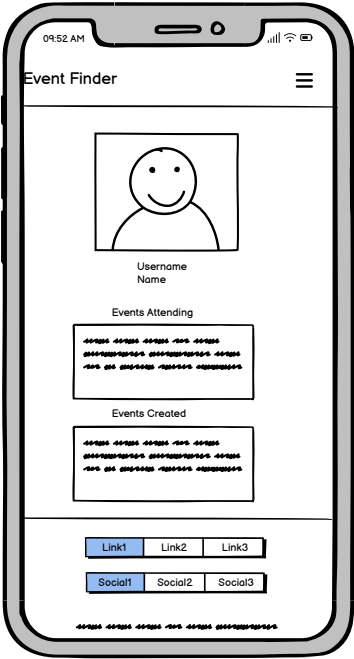 09:52 AM
Event Finder
Username
Name
Events Attending
Events Created
Link1 Link2 Link3
Social1 Social2 Social3